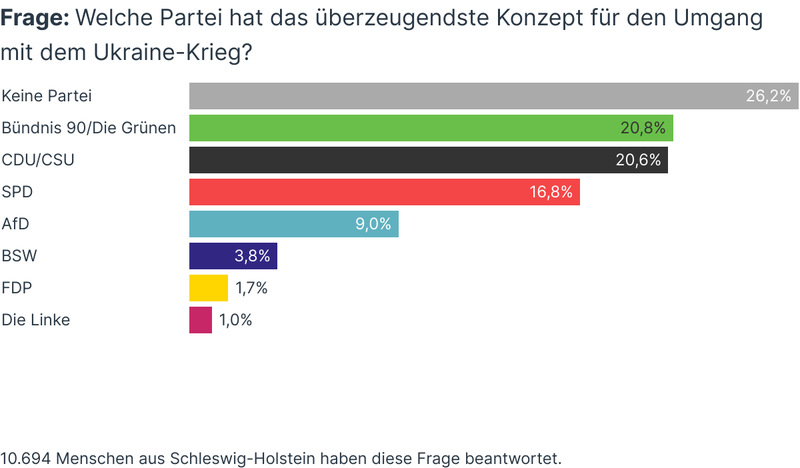 Frage: Welche Partei hat das überzeugendste Konzept für den Umgang
mit dem Ukraine-Krieg?
Keine Partei 26,2%
Bündnis 90/Die Grünen 20,8%
CDU/CSU 20,6%
SPD 16,8%
AfD 9,0%
BSW 3,8%
FDP 1,7%
Die Linke 1,0%
10.694 Menschen aus Schleswig-Holstein haben diese Frage beantwortet.